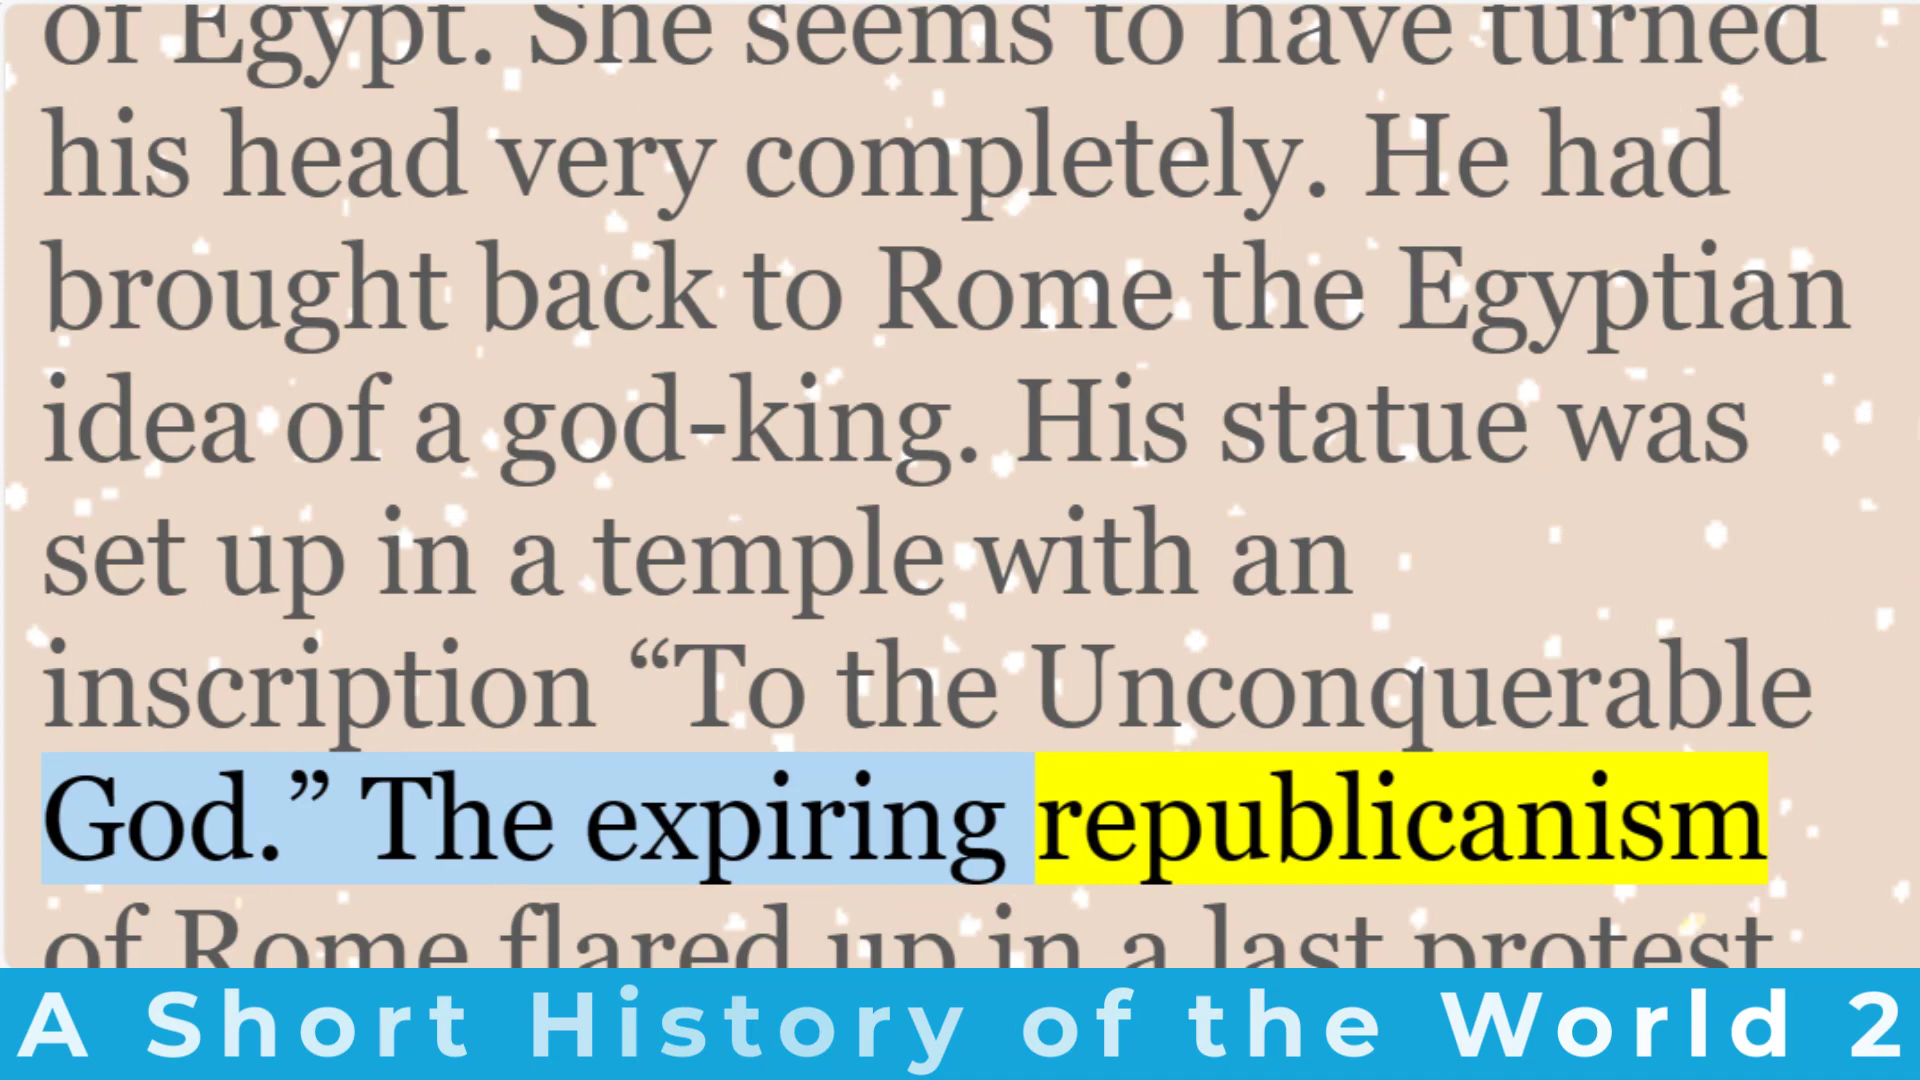 of Egypt. She seems to have turned
his head very completely. He had
brought back to Rome the Egyptian
idea of a god-king. His statue was
set up in a temple with an
inscription “To the Unconquerable
God.” The expiring republicanism
of Rome flared up in a last protest
A Short History of the World 2